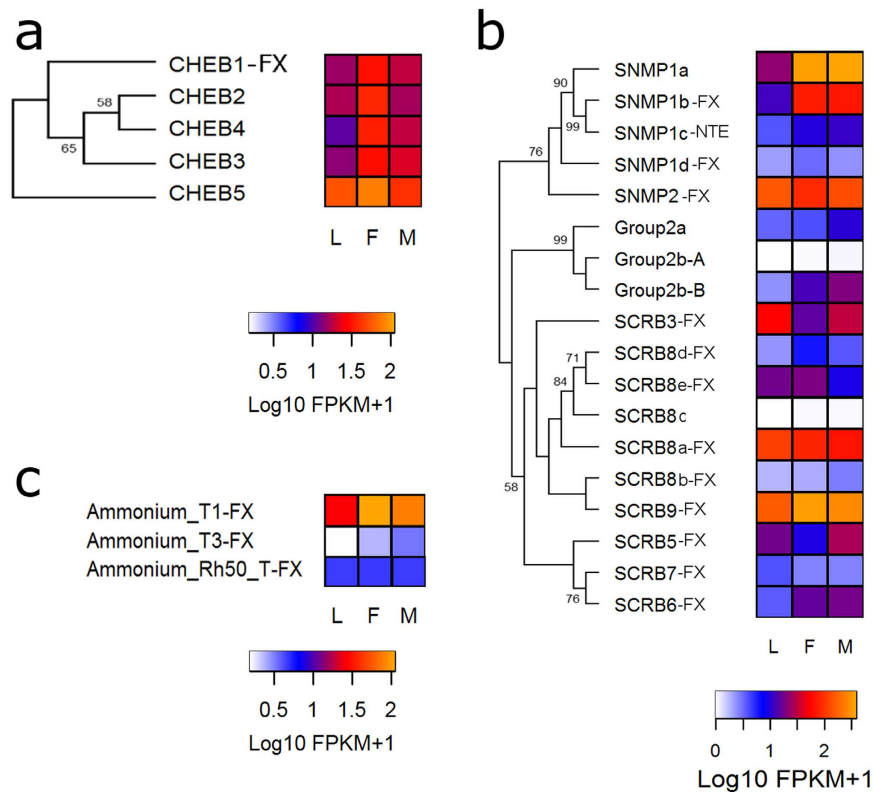 a
CHEB1-FX
CHEB2
58
CHEB4
65
CHEB3
CHEB5
L F M
0.5 1 1.5 2
Log10 FPKM+1
b
SNMP1a
90
SNMP1b-FX
99
SNMP1c-NTE
76
SNMP1d-FX
SNMP2-FX
Group2a
99
Group2b-A
Group2b-B
SCRB3-FX
71
SCRB8d-FX
84
SCRB8e-FX
SCRB8c
SCRB8a-FX
SCRB8b-FX
58
SCRB9-FX
SCRB5-FX
SCRB7-FX
76
SCRB6-FX
L F M
0 1 2
Log10 FPKM+1
c
Ammonium_T1-FX
Ammonium_T3-FX
Ammonium_Rh50_T-FX
L F M
0.5 1 1.5 2
Log10 FPKM+1